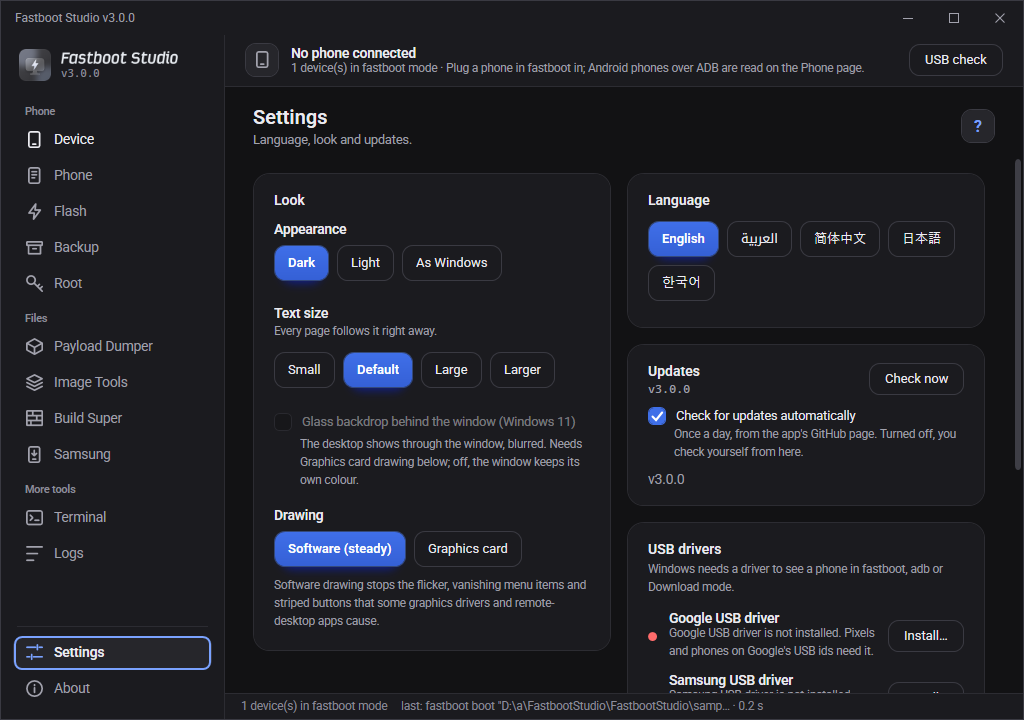 Fastboot Studio v3.0.0
Fastboot Studio
v3.0.0
No phone connected
1 device(s) in fastboot mode · Plug a phone in fastboot in; Android phones over ADB are read on the Phone page.
USB check
Phone
Device
Phone
Flash
Backup
Root
Files
Payload Dumper
Image Tools
Build Super
Samsung
More tools
Terminal
Logs
Settings
About
Settings
Language, look and updates.
?
Look
Appearance
Dark Light As Windows
Text size
Every page follows it right away.
Small Default Large Larger
Glass backdrop behind the window (Windows 11)
The desktop shows through the window, blurred. Needs
Graphics card drawing below; off, the window keeps its
own colour.
Drawing
Software (steady) Graphics card
Software drawing stops the flicker, vanishing menu items and
striped buttons that some graphics drivers and remote-
desktop apps cause.
Language
English العربية 简体中文 日本語
한국어
Updates
v3.0.0
Check now
Check for updates automatically
Once a day, from the app's GitHub page. Turned off, you
check yourself from here.
v3.0.0
USB drivers
Windows needs a driver to see a phone in fastboot, adb or
Download mode.
Google USB driver
Google USB driver is not installed. Pixels
and phones on Google's USB ids need it.
Install...
Samsung USB driver
Samsung USB driver is not installed
1 device(s) in fastboot mode last: fastboot boot "D:\a\FastbootStudio\FastbootStudio\samp... · 0.2 s